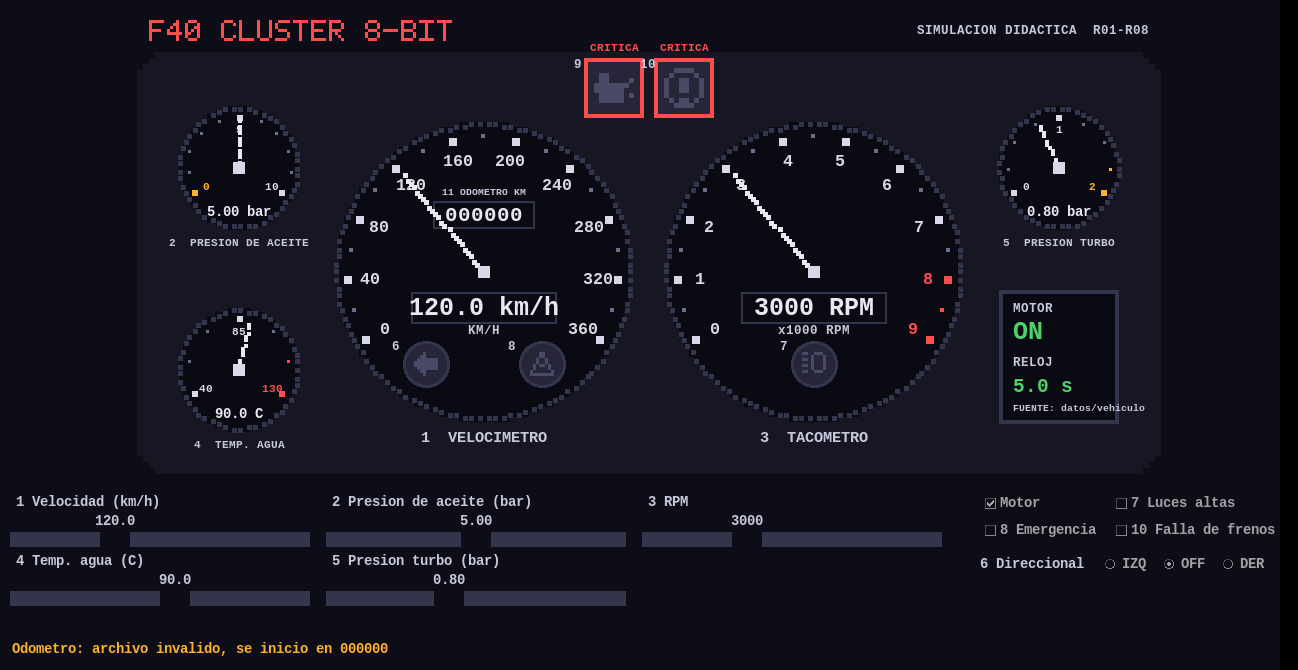 F40 CLUSTER 8-BIT
SIMULACION DIDACTICA  R01-R08
CRITICA CRITICA
9 10
5
0 10
5.00 bar
2 PRESION DE ACEITE
85
40 130
90.0 C
4 TEMP. AGUA
160 200
120 240
11 ODOMETRO KM
000000
80 280
40 320
120.0 km/h
0 KM/H 360
6 8
1 VELOCIMETRO
4 5
3 6
2 7
1 8
3000 RPM
0 x1000 RPM 9
7
3 TACOMETRO
1
0 2
0.80 bar
5 PRESION TURBO
MOTOR
ON
RELOJ
5.0 s
FUENTE: datos/vehiculo
1 Velocidad (km/h)
120.0
2 Presion de aceite (bar)
5.00
3 RPM
3000
4 Temp. agua (C)
90.0
5 Presion turbo (bar)
0.80
Motor 7 Luces altas
8 Emergencia 10 Falla de frenos
6 Direccional IZQ OFF DER
Odometro: archivo invalido, se inicio en 000000